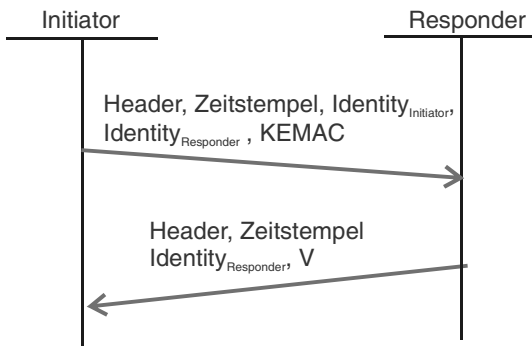 Initiator
Responder
Header, Zeitstempel, Identity_Initiator,
Identity_Responder , KEMAC
Header, Zeitstempel
Identity_Responder, V